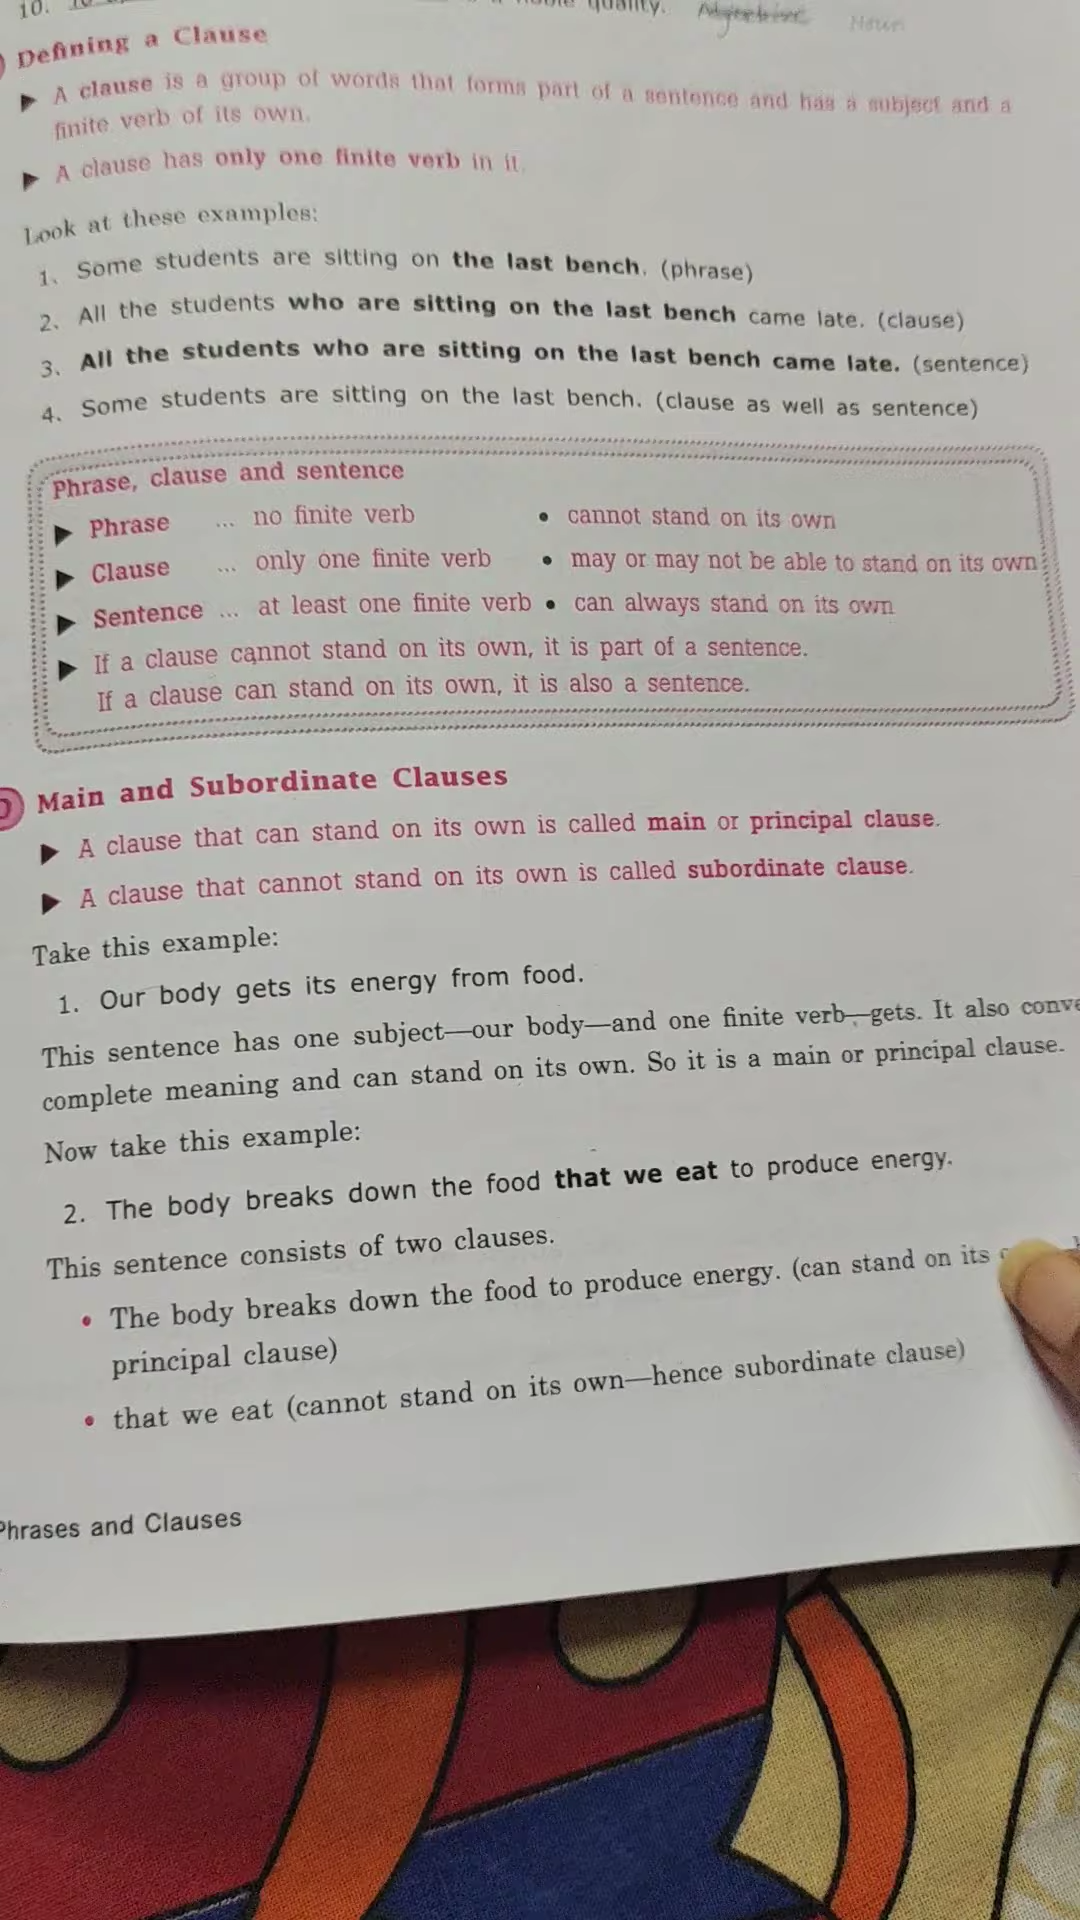 10.
quality. Noun
Defining a Clause
▶ A clause is a group of words that forms part of a sentence and has a subject and a
finite verb of its own.
▶ A clause has only one finite verb in it.
Look at these examples:
1. Some students are sitting on the last bench. (phrase)
2. All the students who are sitting on the last bench came late. (clause)
3. All the students who are sitting on the last bench came late. (sentence)
4. Some students are sitting on the last bench. (clause as well as sentence)
Phrase, clause and sentence
▶ Phrase ... no finite verb • cannot stand on its own
▶ Clause ... only one finite verb • may or may not be able to stand on its own
▶ Sentence ... at least one finite verb • can always stand on its own
▶ If a clause cannot stand on its own, it is part of a sentence.
If a clause can stand on its own, it is also a sentence.
D Main and Subordinate Clauses
▶ A clause that can stand on its own is called main or principal clause.
▶ A clause that cannot stand on its own is called subordinate clause.
Take this example:
1. Our body gets its energy from food.
This sentence has one subject—our body—and one finite verb—gets. It also conve
complete meaning and can stand on its own. So it is a main or principal clause.
Now take this example:
2. The body breaks down the food that we eat to produce energy.
This sentence consists of two clauses.
• The body breaks down the food to produce energy. (can stand on its
principal clause)
• that we eat (cannot stand on its own—hence subordinate clause)
Phrases and Clauses